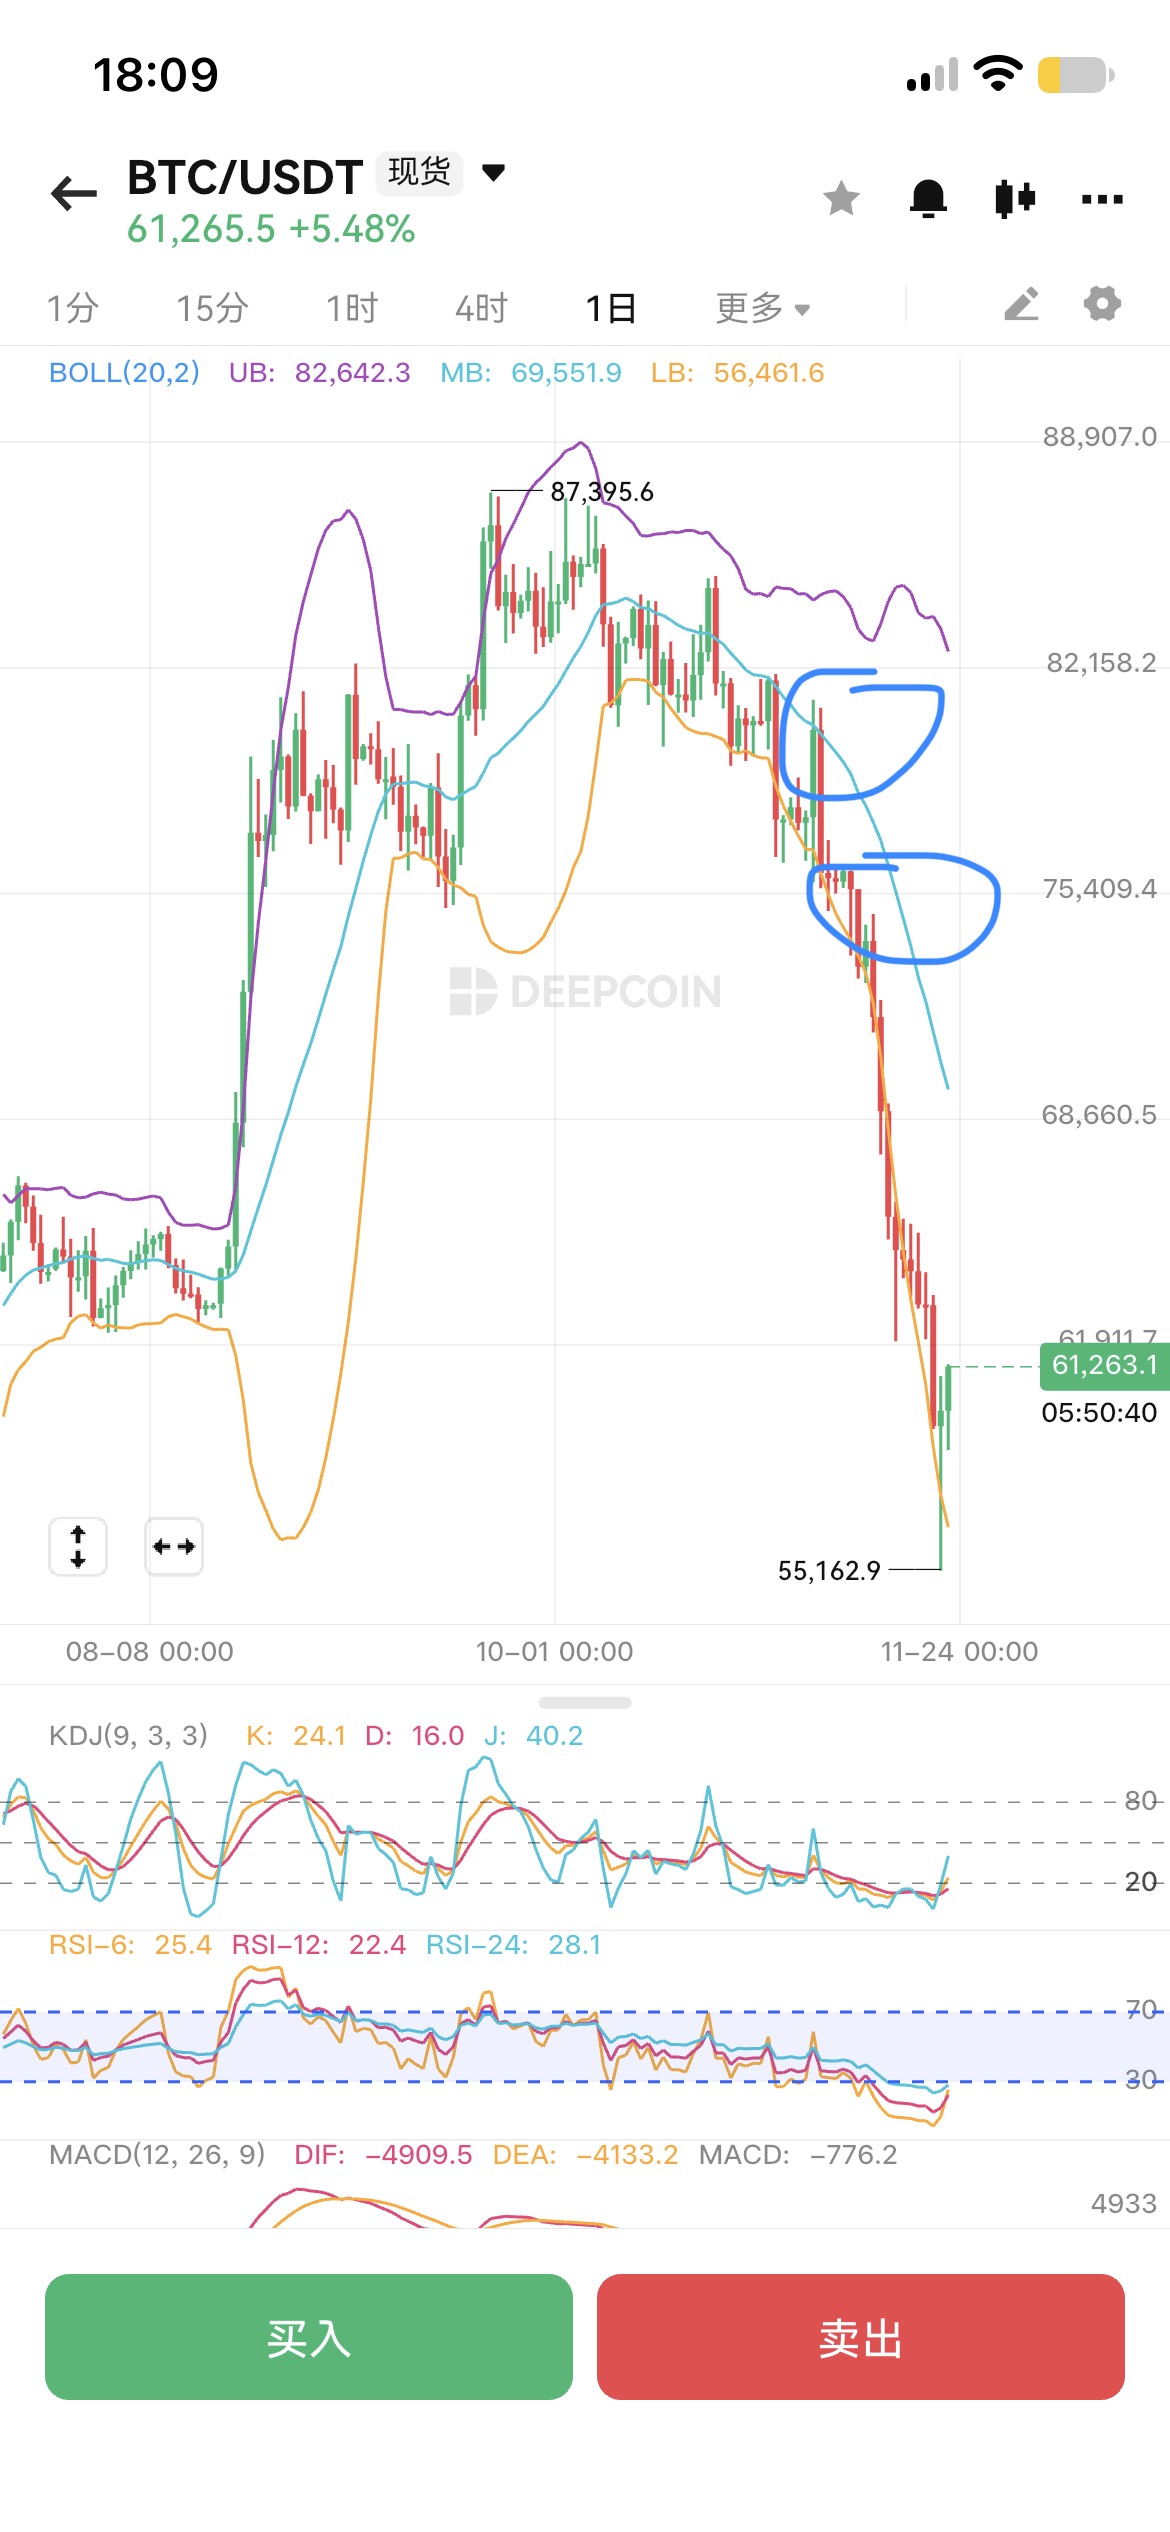 18:09
BTC/USDT 现货
61,265.5 +5.48%
1分 15分 1时 4时 1日 更多
BOLL(20,2) UB: 82,642.3 MB: 69,551.9 LB: 56,461.6
88,907.0
87,395.6
82,158.2
75,409.4
DEEPCOIN
68,660.5
61,911.7
61,263.1
05:50:40
55,162.9
08-08 00:00 10-01 00:00 11-24 00:00
KDJ(9, 3, 3) K: 24.1 D: 16.0 J: 40.2
80
20
RSI-6: 25.4 RSI-12: 22.4 RSI-24: 28.1
70
30
MACD(12, 26, 9) DIF: -4909.5 DEA: -4133.2 MACD: -776.2
4933
买入 卖出